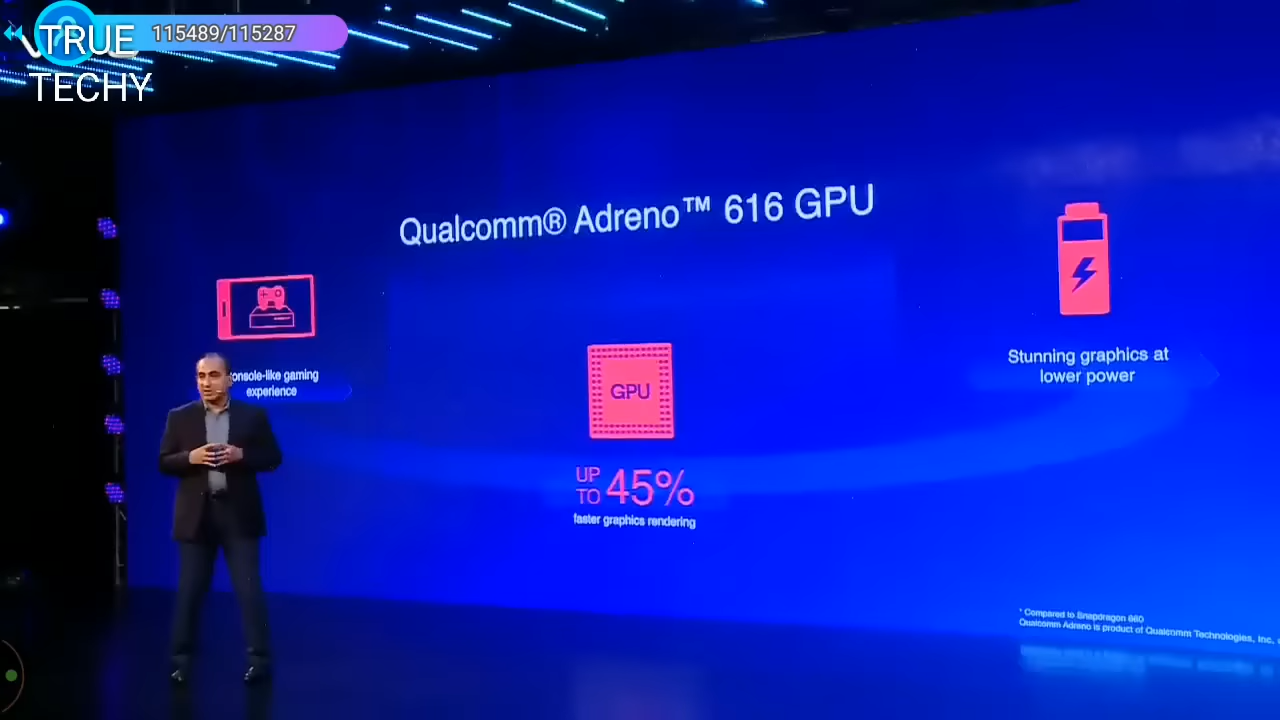 TRUE
TECHY
115489/115287
Qualcomm® Adreno™ 616 GPU
onsole-like gaming
experience
GPU
UP
TO 45%
faster graphics rendering
Stunning graphics at
lower power
* Compared to Snapdragon 660
Qualcomm Adreno is product of Qualcomm Technologies, Inc.